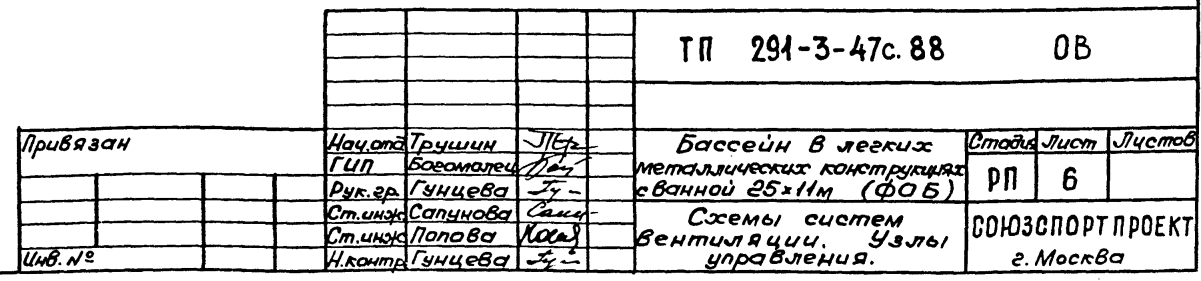 ТП 291-3-47с.88 ОВ
Привязан
Нач.отд Трушин
ГИП Богомолец
Рук.гр. Гунцева
Ст.инж Сапунова
Ст.инж Попова
Н.контр Гунцева
Инв. №
Бассейн в легких
металлических конструкциях
с ванной 25х11м (ФОБ)
Стадия Лист Листов
РП 6
Схемы систем
вентиляции. Узлы
управления.
СОЮЗСПОРТПРОЕКТ
г. Москва